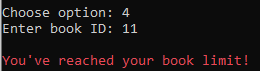 Choose option: 4
Enter book ID: 11
You've reached your book limit!